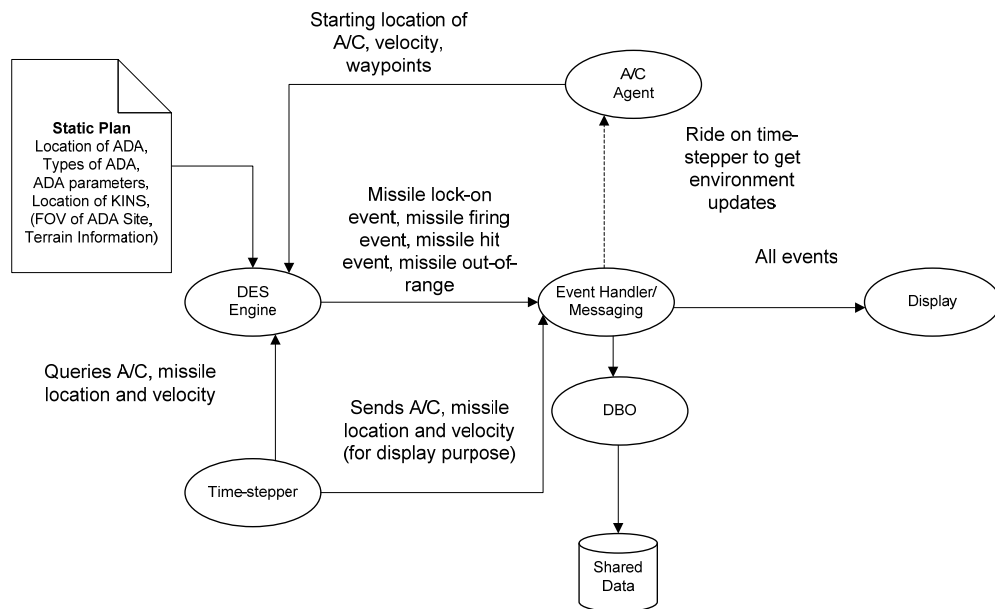 Starting location of
A/C, velocity,
waypoints
A/C
Agent
Static Plan
Location of ADA,
Types of ADA,
ADA parameters,
Location of KINS,
(FOV of ADA Site,
Terrain Information)
Ride on time-
stepper to get
environment
updates
Missile lock-on
event, missile firing
event, missile hit
event, missile out-of-
range
All events
DES
Engine
Event Handler/
Messaging
Display
Queries A/C, missile
location and velocity
Sends A/C, missile
location and velocity
(for display purpose)
DBO
Time-stepper
Shared
Data